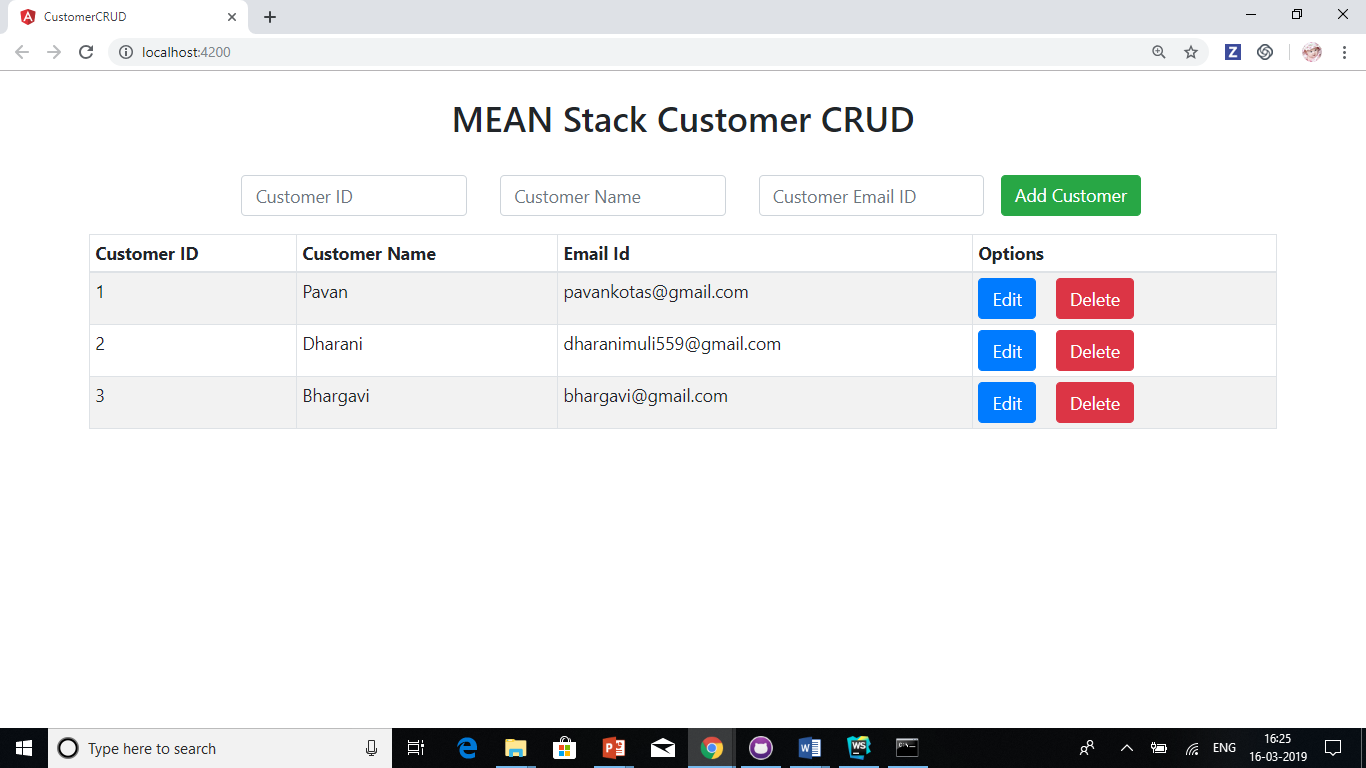 CustomerCRUD
localhost:4200
MEAN Stack Customer CRUD
Customer ID Customer Name Customer Email ID Add Customer
Customer ID Customer Name Email Id Options
1 Pavan pavankotas@gmail.com Edit Delete
2 Dharani dharanimuli559@gmail.com Edit Delete
3 Bhargavi bhargavi@gmail.com Edit Delete
Type here to search
ENG
16:25
16-03-2019